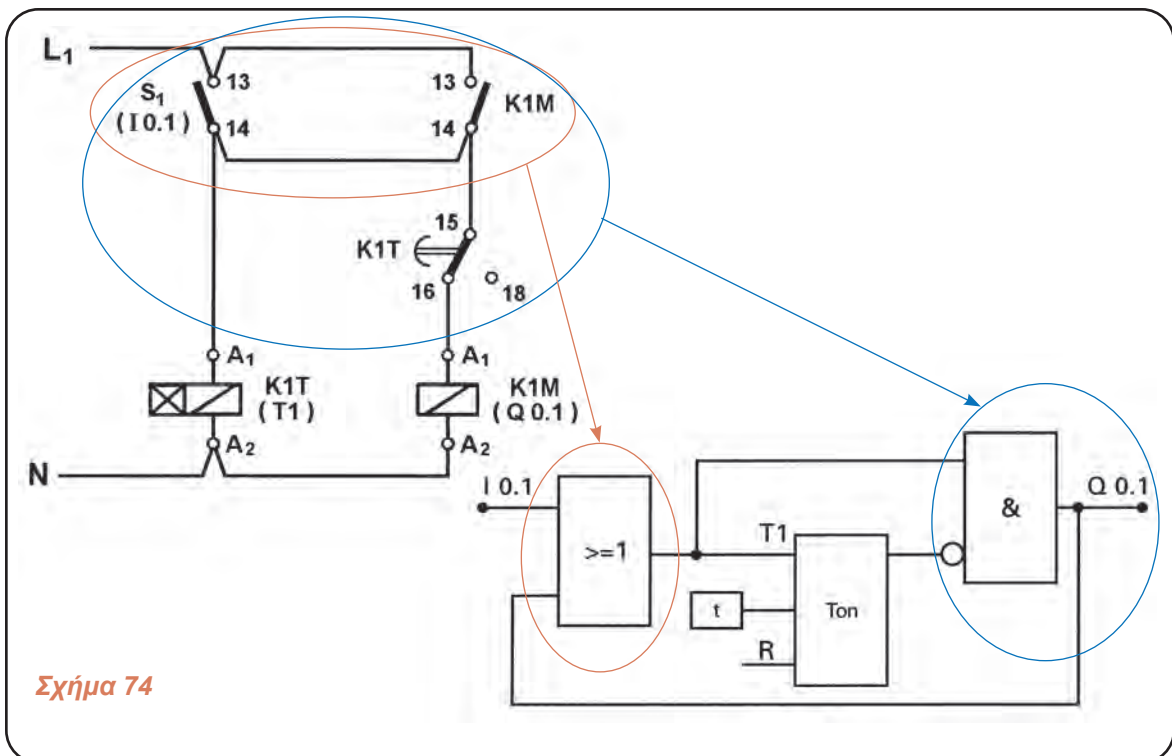 L₁
13
13
S₁
(I 0.1)
K1M
14
14
15
K1T
16
18
A₁
A₁
K1T
(T1)
K1M
(Q 0.1)
A₂
A₂
N
I 0.1
Q 0.1
&
>=1
T1
t
Ton
R
Σχήμα 74